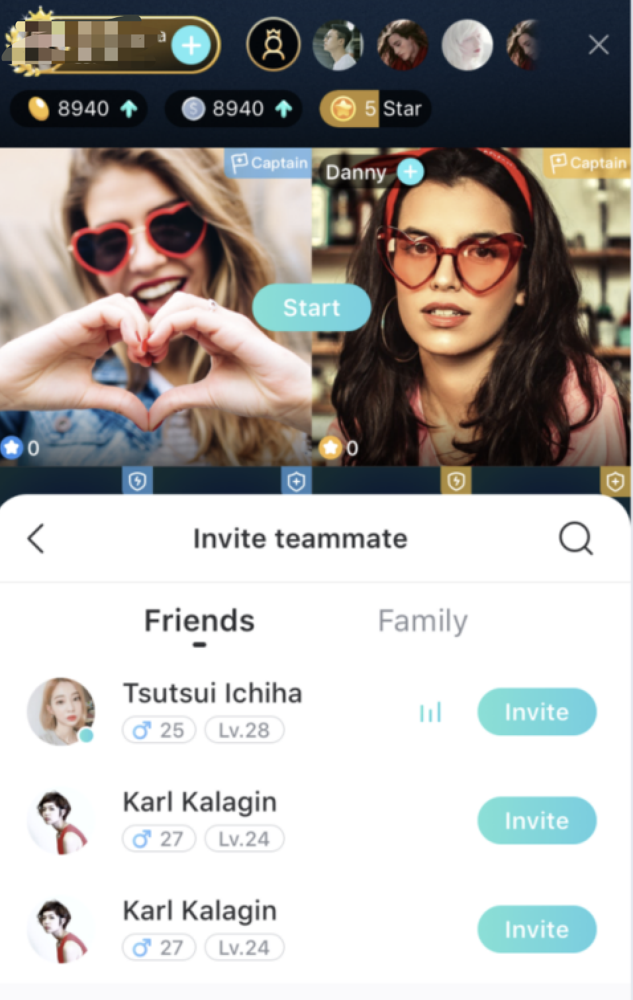 8940
8940
5 Star
Captain
Danny
Captain
Start
0
0
Invite teammate
Friends
Family
Tsutsui Ichiha
25
Lv.28
Invite
Karl Kalagin
27
Lv.24
Invite
Karl Kalagin
27
Lv.24
Invite